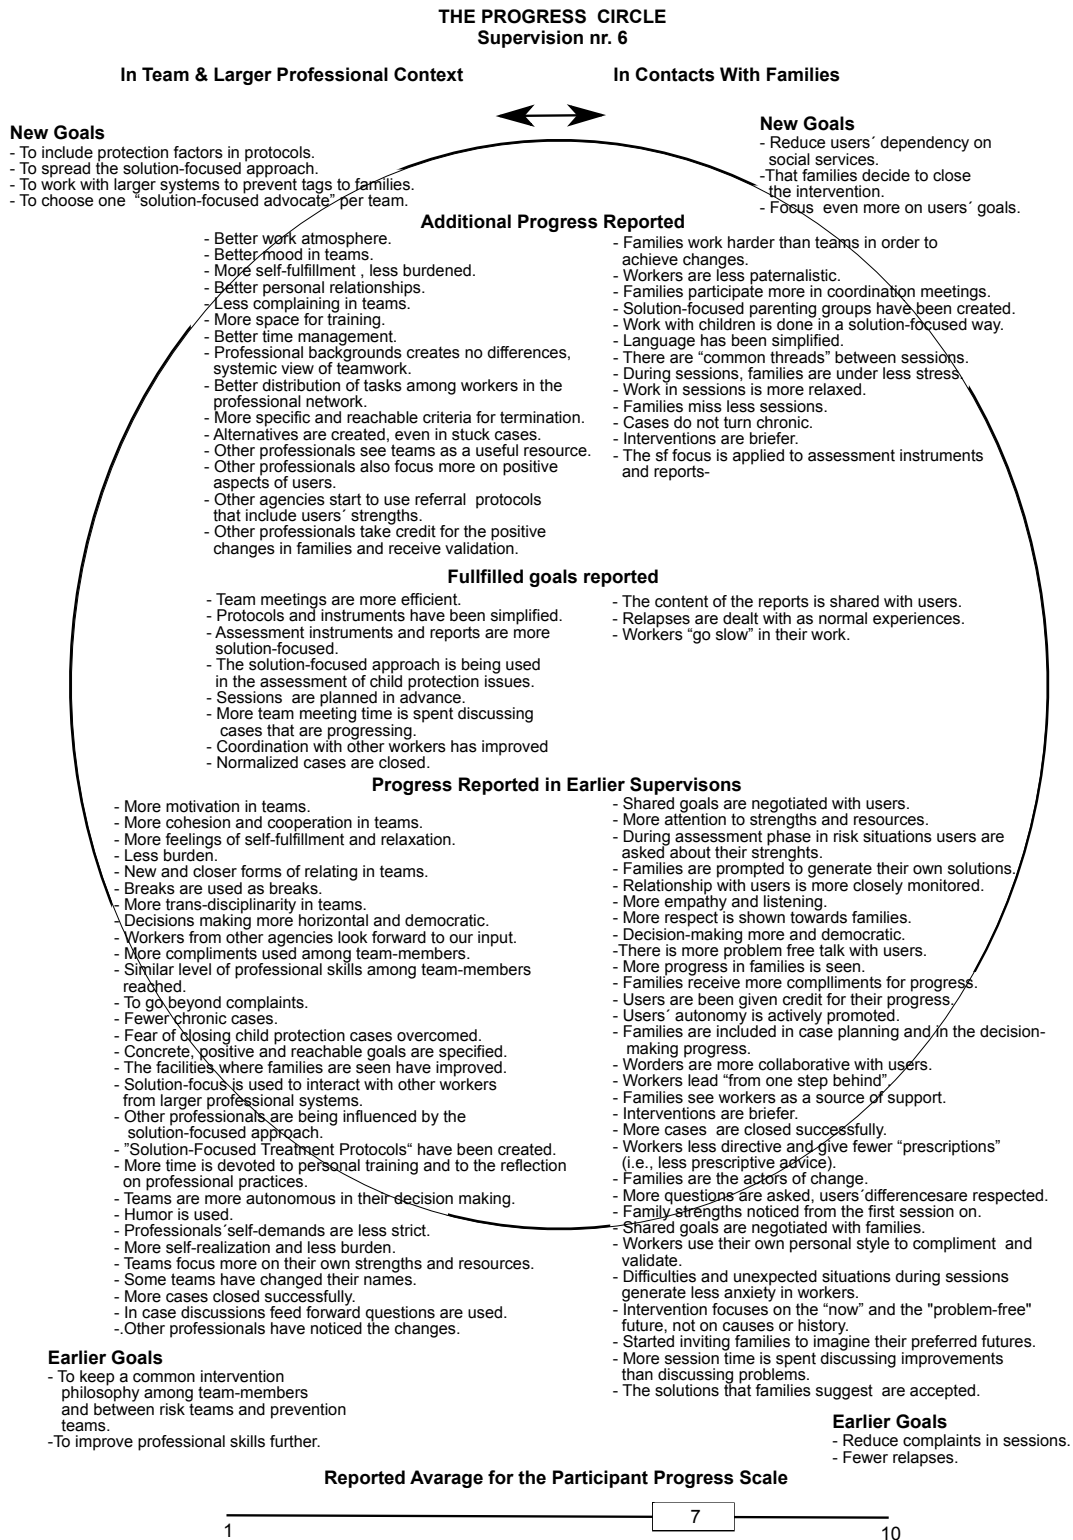 THE PROGRESS  CIRCLE
Supervision nr. 6
In Team & Larger Professional Context
In Contacts With Families
New Goals
- To include protection factors in protocols.
- To spread the solution-focused approach.
- To work with larger systems to prevent tags to families.
- To choose one  “solution-focused advocate” per team.
New Goals
- Reduce users´ dependency on
social services.
-That families decide to close
the intervention.
- Focus  even more on users´ goals.
Additional Progress Reported
- Better work atmosphere.
- Better mood in teams.
- More self-fulfillment , less burdened.
- Better personal relationships.
- Less complaining in teams.
- More space for training.
- Better time management.
- Professional backgrounds creates no differences,
systemic view of teamwork.
- Better distribution of tasks among workers in the
professional network.
- More specific and reachable criteria for termination.
- Alternatives are created, even in stuck cases.
- Other professionals see teams as a useful resource.
- Other professionals also focus more on positive
aspects of users.
- Other agencies start to use referral  protocols
that include users´ strengths.
- Other professionals take credit for the positive
changes in families and receive validation.
- Families work harder than teams in order to
achieve changes.
- Workers are less paternalistic.
- Families participate more in coordination meetings.
- Solution-focused parenting groups have been created.
- Work with children is done in a solution-focused way.
- Language has been simplified.
- There are “common threads” between sessions.
- During sessions, families are under less stress.
- Work in sessions is more relaxed.
- Families miss less sessions.
- Cases do not turn chronic.
- Interventions are briefer.
- The sf focus is applied to assessment instruments
and reports-
Fullfilled goals reported
- Team meetings are more efficient.
- Protocols and instruments have been simplified.
- Assessment instruments and reports are more
solution-focused.
- The solution-focused approach is being used
in the assessment of child protection issues.
- Sessions  are planned in advance.
- More team meeting time is spent discussing
cases that are progressing.
- Coordination with other workers has improved
- Normalized cases are closed.
- The content of the reports is shared with users.
- Relapses are dealt with as normal experiences.
- Workers “go slow” in their work.
Progress Reported in Earlier Supervisons
- More motivation in teams.
- More cohesion and cooperation in teams.
- More feelings of self-fulfillment and relaxation.
- Less burden.
- New and closer forms of relating in teams.
- Breaks are used as breaks.
- More trans-disciplinarity in teams.
- Decisions making more horizontal and democratic.
- Workers from other agencies look forward to our input.
- More compliments used among team-members.
- Similar level of professional skills among team-members
reached.
- To go beyond complaints.
- Fewer chronic cases.
- Fear of closing child protection cases overcomed.
- Concrete, positive and reachable goals are specified.
- The facilities where families are seen have improved.
- Solution-focus is used to interact with other workers
from larger professional systems.
- Other professionals are being influenced by the
solution-focused approach.
- ”Solution-Focused Treatment Protocols“ have been created.
- More time is devoted to personal training and to the reflection
on professional practices.
- Teams are more autonomous in their decision making.
- Humor is used.
- Professionals´self-demands are less strict.
- More self-realization and less burden.
- Teams focus more on their own strengths and resources.
- Some teams have changed their names.
- More cases closed successfully.
- In case discussions feed forward questions are used.
-.Other professionals have noticed the changes.
- Shared goals are negotiated with users.
- More attention to strengths and resources.
- During assessment phase in risk situations users are
asked about their strenghts.
- Families are prompted to generate their own solutions.
- Relationship with users is more closely monitored.
- More empathy and listening.
- More respect is shown towards families.
- Decision-making more and democratic.
-There is more problem free talk with users.
- More progress in families is seen.
- Families receive more complliments for progress.
- Users are been given credit for their progress.
- Users´ autonomy is actively promoted.
- Families are included in case planning and in the decision-
making progress.
- Worders are more collaborative with users.
- Workers lead “from one step behind”.
- Families see workers as a source of support.
- Interventions are briefer.
- More cases  are closed successfully.
- Workers less directive and give fewer “prescriptions”
(i.e., less prescriptive advice).
- Families are the actors of change.
- More questions are asked, users´differencesare respected.
- Family strengths noticed from the first session on.
- Shared goals are negotiated with families.
- Workers use their own personal style to compliment  and
validate.
- Difficulties and unexpected situations during sessions
generate less anxiety in workers.
- Intervention focuses on the “now” and the "problem-free"
future, not on causes or history.
- Started inviting families to imagine their preferred futures.
- More session time is spent discussing improvements
than discussing problems.
- The solutions that families suggest  are accepted.
Earlier Goals
- To keep a common intervention
philosophy among team-members
and between risk teams and prevention
teams.
-To improve professional skills further.
Earlier Goals
- Reduce complaints in sessions.
- Fewer relapses.
Reported Avarage for the Participant Progress Scale
7
1
10